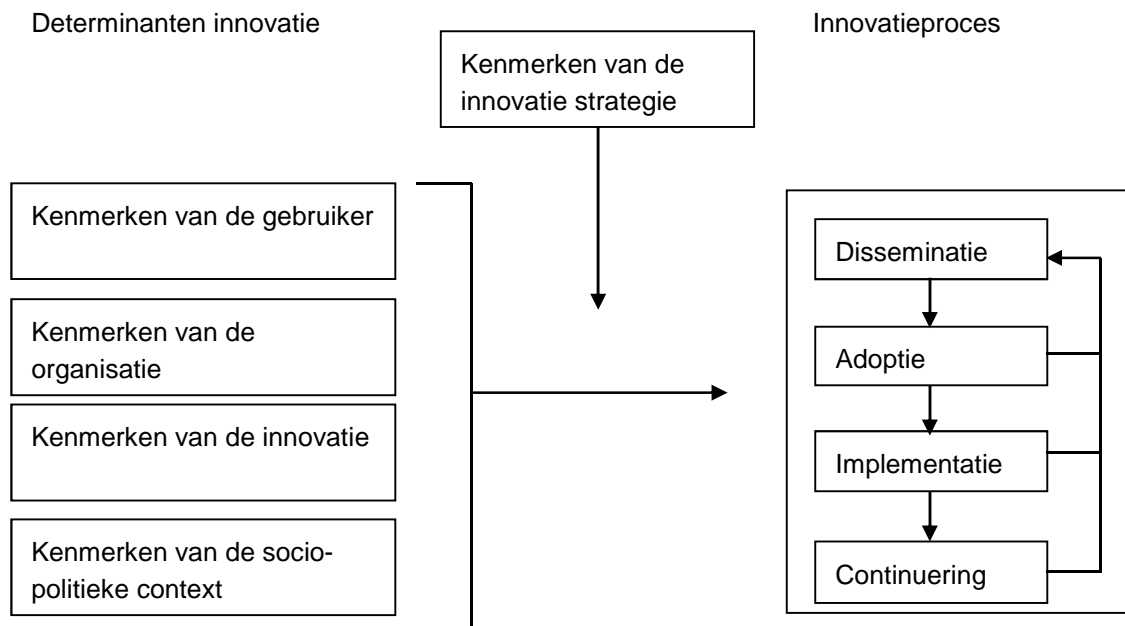 Determinanten innovatie
Innovatieproces
Kenmerken van de
innovatie strategie
Kenmerken van de gebruiker
Kenmerken van de
organisatie
Kenmerken van de innovatie
Kenmerken van de socio-
politieke context
Disseminatie
Adoptie
Implementatie
Continuering